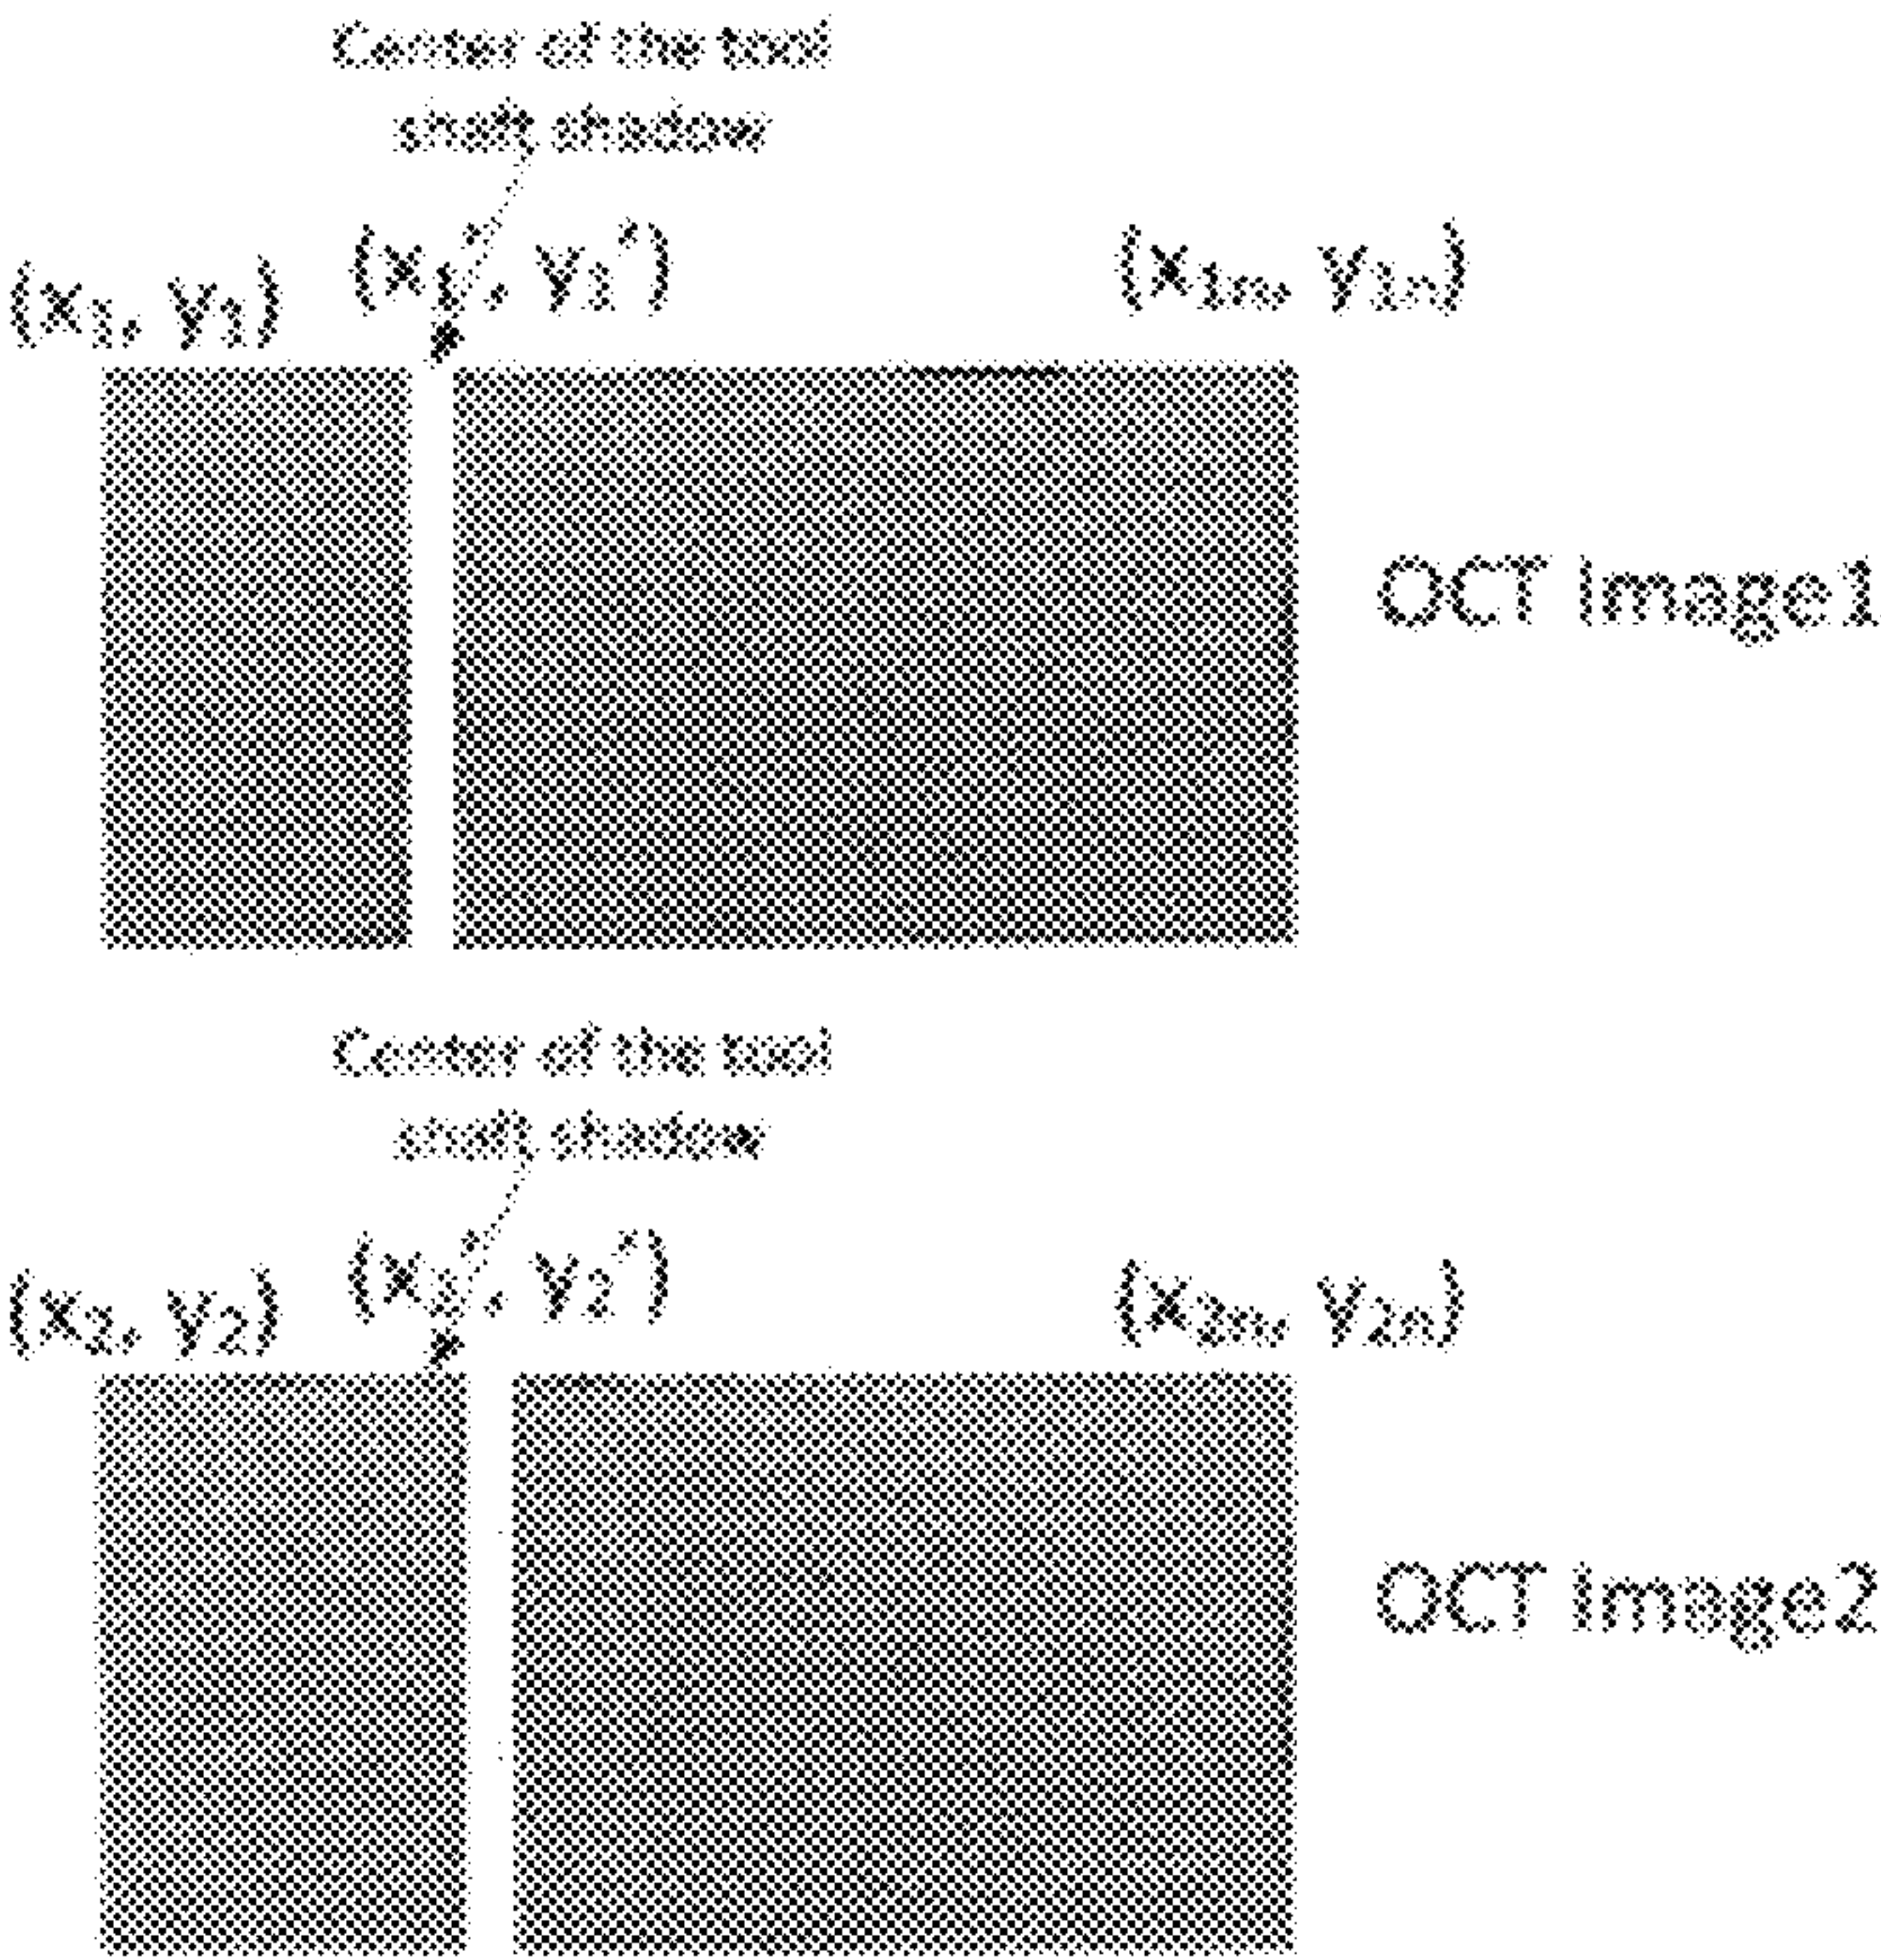 Center of the tool
shaft shadow
(x₁, y₁) (x₁′, y₁′) (x₁ₙ, y₁ₙ)
OCT Image1
Center of the tool
shaft shadow
(x₂, y₂) (x₁′, y₂′) (x₂ₙ, y₂ₙ)
OCT Image2